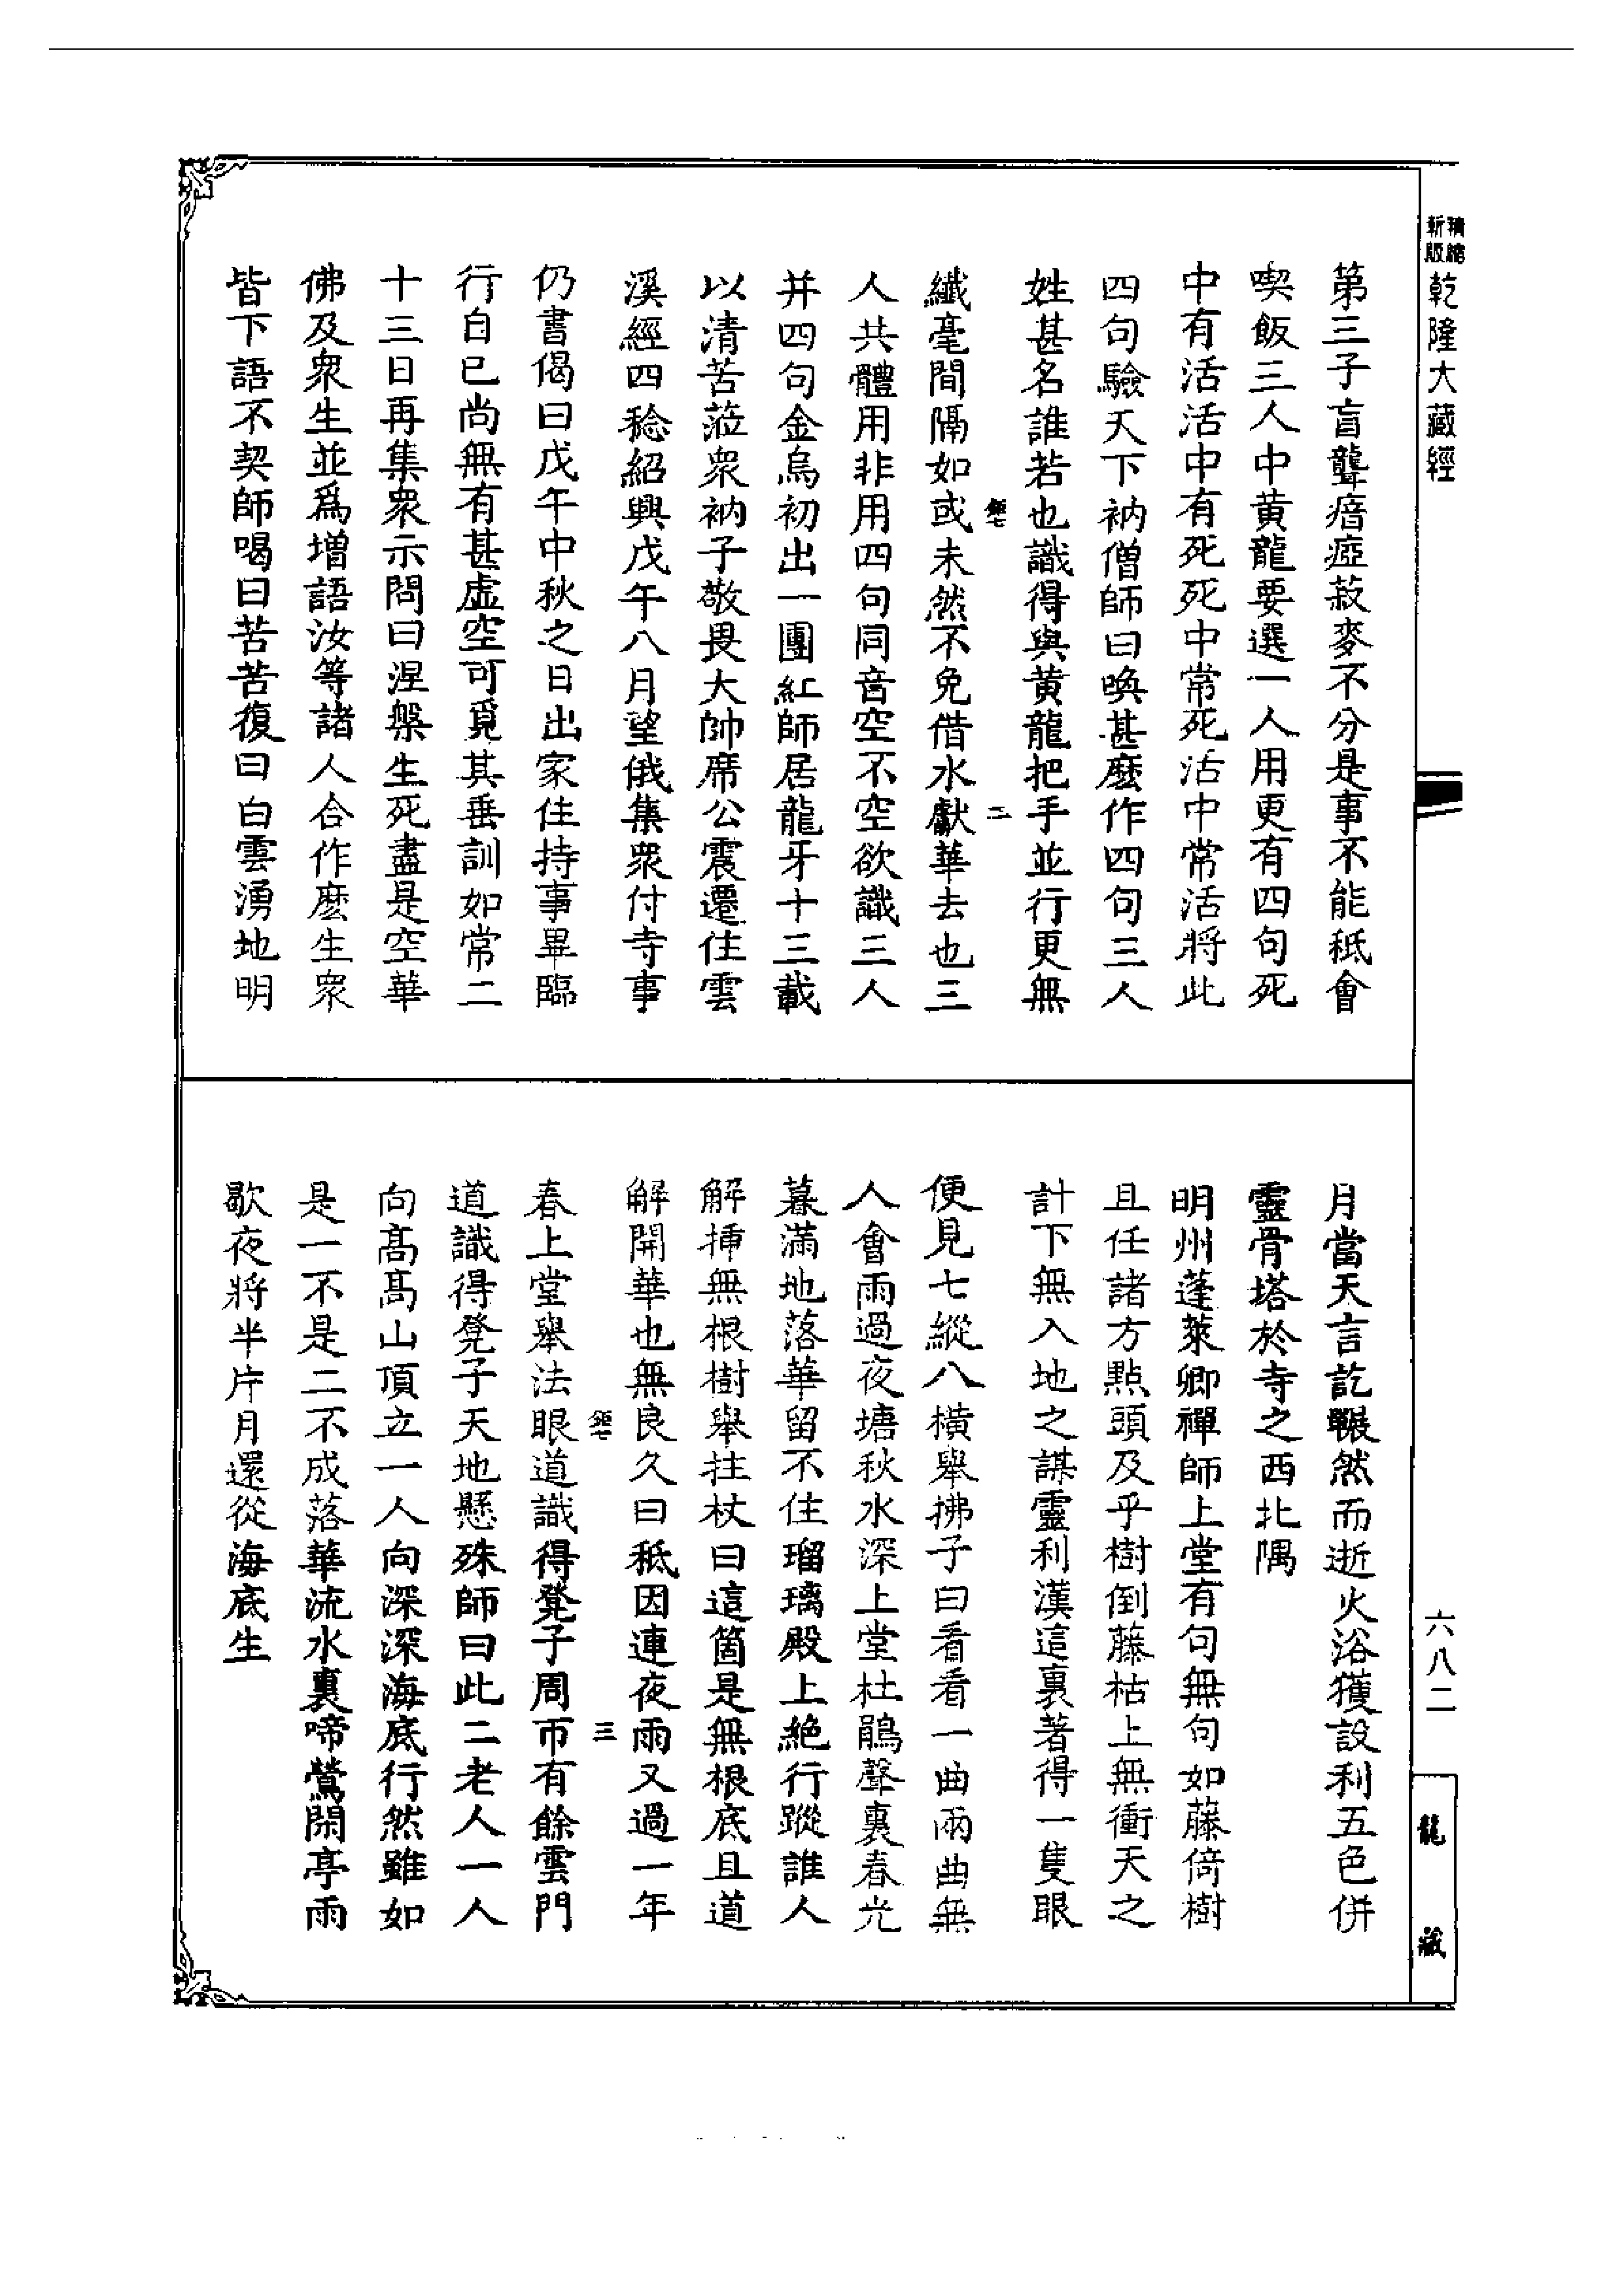 精縮
新版
乾隆大藏經
第三子盲聾瘖瘂菽麥不分是事不能秖會
喫飯三人中黄龍要選一人用更有四句死
中有活活中有死死中常死活中常活將此
四句驗天下衲僧師曰喚甚麽作四句三人
姓甚名誰若也識得與黄龍把手並行更無
二
纖毫間隔如或未然不免借水獻華去也三
人共體用非用四句同音空不空欲識三人
并四句金烏初出一團紅師居龍牙十三載
以清苦蒞衆衲子敬畏大帥席公震遷住雲
溪經四稔紹興戊午八月望俄集衆付寺事
仍書偈曰戊午中秋之日出家住持事畢臨
行自已尚無有甚虚空可覓其垂訓如常二
十三日再集衆示問曰涅槃生死盡是空華
佛及衆生並爲增語汝等諸人合作麽生衆
皆下語不契師喝曰苦苦復曰白雲湧地明
月當天言訖冁然而逝火浴獲設利五色併
靈骨塔於寺之西北隅
明州蓬萊卿禪師上堂有句無句如藤倚樹
且任諸方點頭及乎樹倒藤枯上無衝天之
計下無入地之謀靈利漢這裏著得一隻眼
便見七縱八橫舉拂子曰看看一曲兩曲無
人會雨過夜塘秋水深上堂杜鵑聲裏春光
暮滿地落華留不住瑠璃殿上絶行蹤誰人
解揷無根樹舉拄杖曰這箇是無根底且道
解開華也無良久曰秖因連夜雨又過一年
三
春上堂舉法眼道識得凳子周帀有餘雲門
道識得凳子天地懸殊師曰此二老人一人
向髙髙山頂立一人向深深海底行然雖如
是一不是二不成落華流水裏啼鶯閑亭雨
歇夜將半片月還從海底生
六八二
龍藏